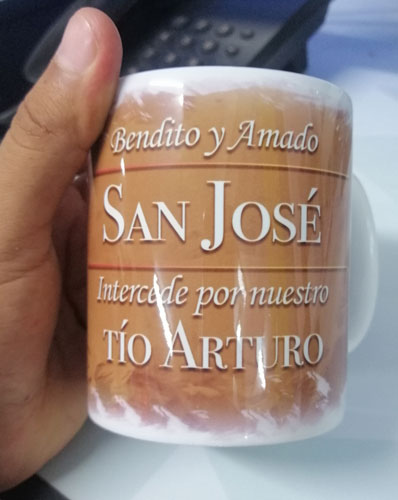 Bendito y Amado
SAN JOSÉ
Intercede por nuestro
TÍO ARTURO